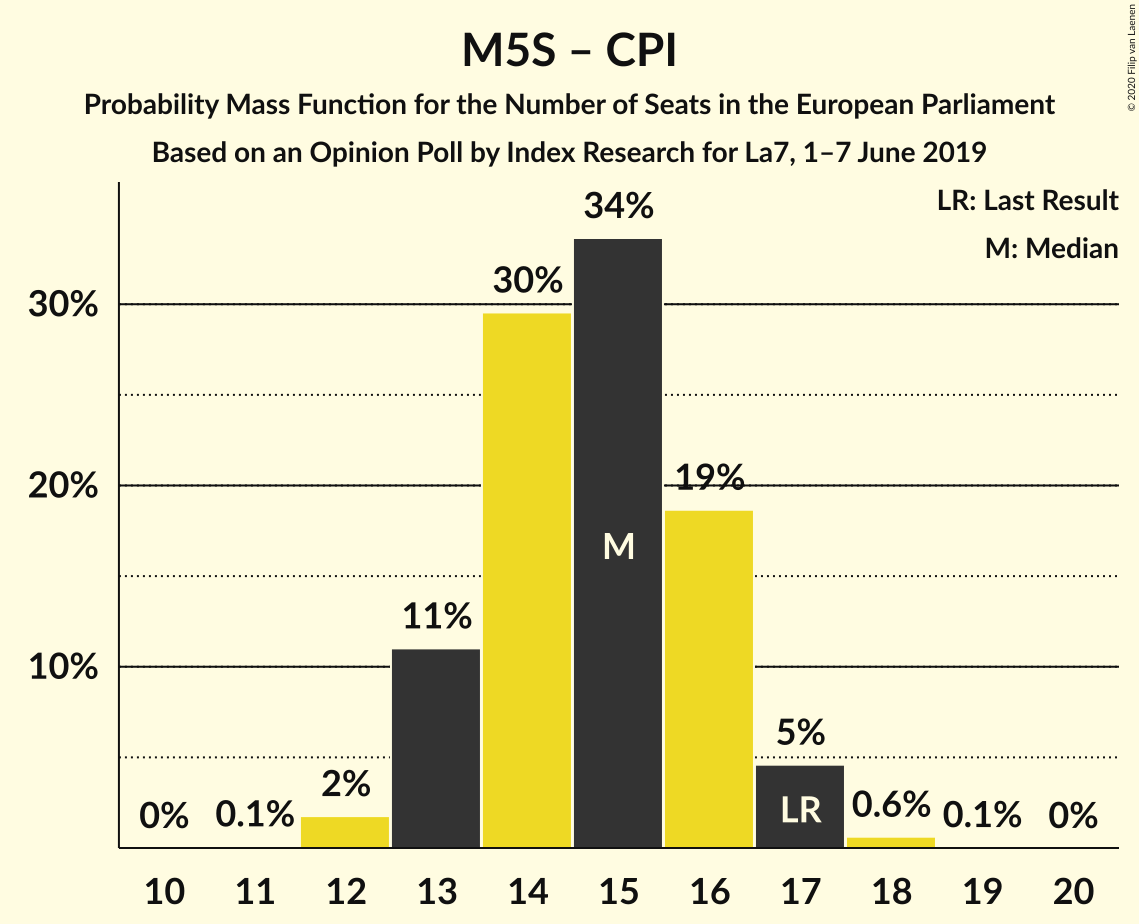 M5S – CPI
Probability Mass Function for the Number of Seats in the European Parliament
Based on an Opinion Poll by Index Research for La7, 1–7 June 2019
© 2020 Filip van Laenen
LR: Last Result
M: Median
34%
30%
30%
20%
19%
M
11%
10%
5%
2%
0%
0.1%
LR
0.6%
0.1%
0%
10 11 12 13 14 15 16 17 18 19 20